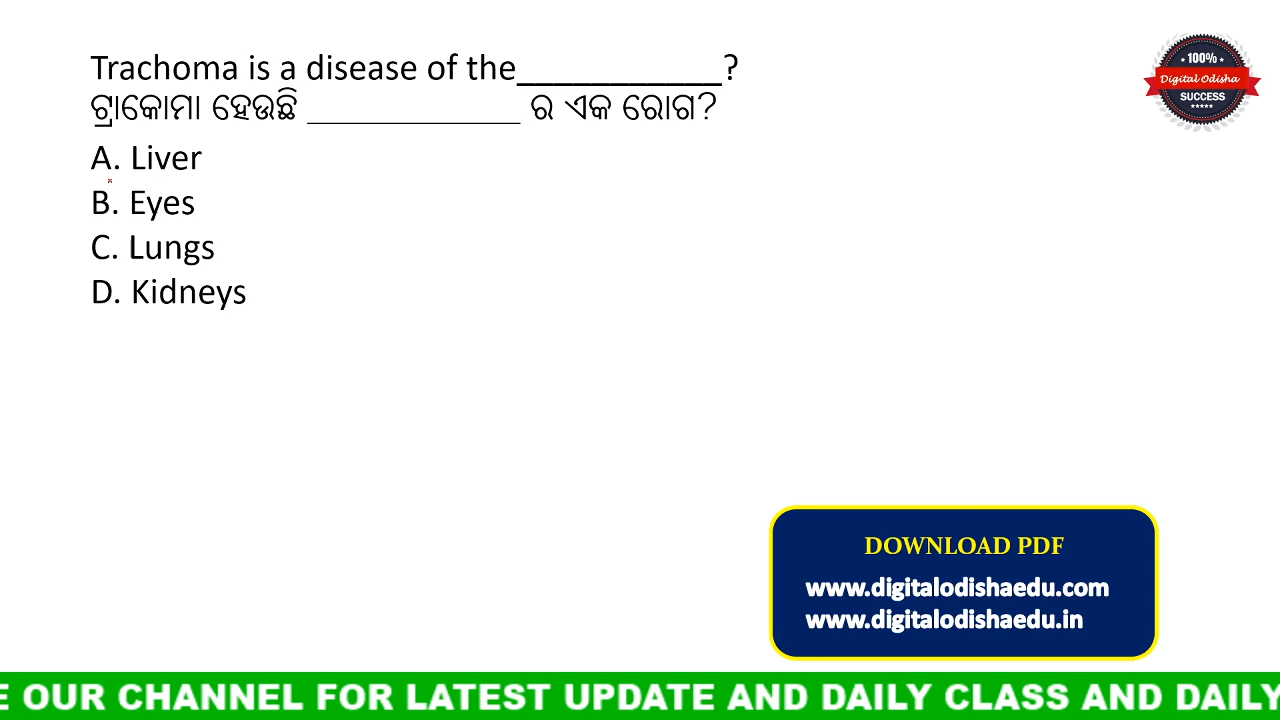 Trachoma is a disease of the___________?
ଟ୍ରାକୋମା ହେଉଛି ______________ ର ଏକ ରୋଗ?
A. Liver
B. Eyes
C. Lungs
D. Kidneys
100%
Digital Odisha
SUCCESS
DOWNLOAD PDF
www.digitalodishaedu.com
www.digitalodishaedu.in
E OUR CHANNEL FOR LATEST UPDATE AND DAILY CLASS AND DAILY